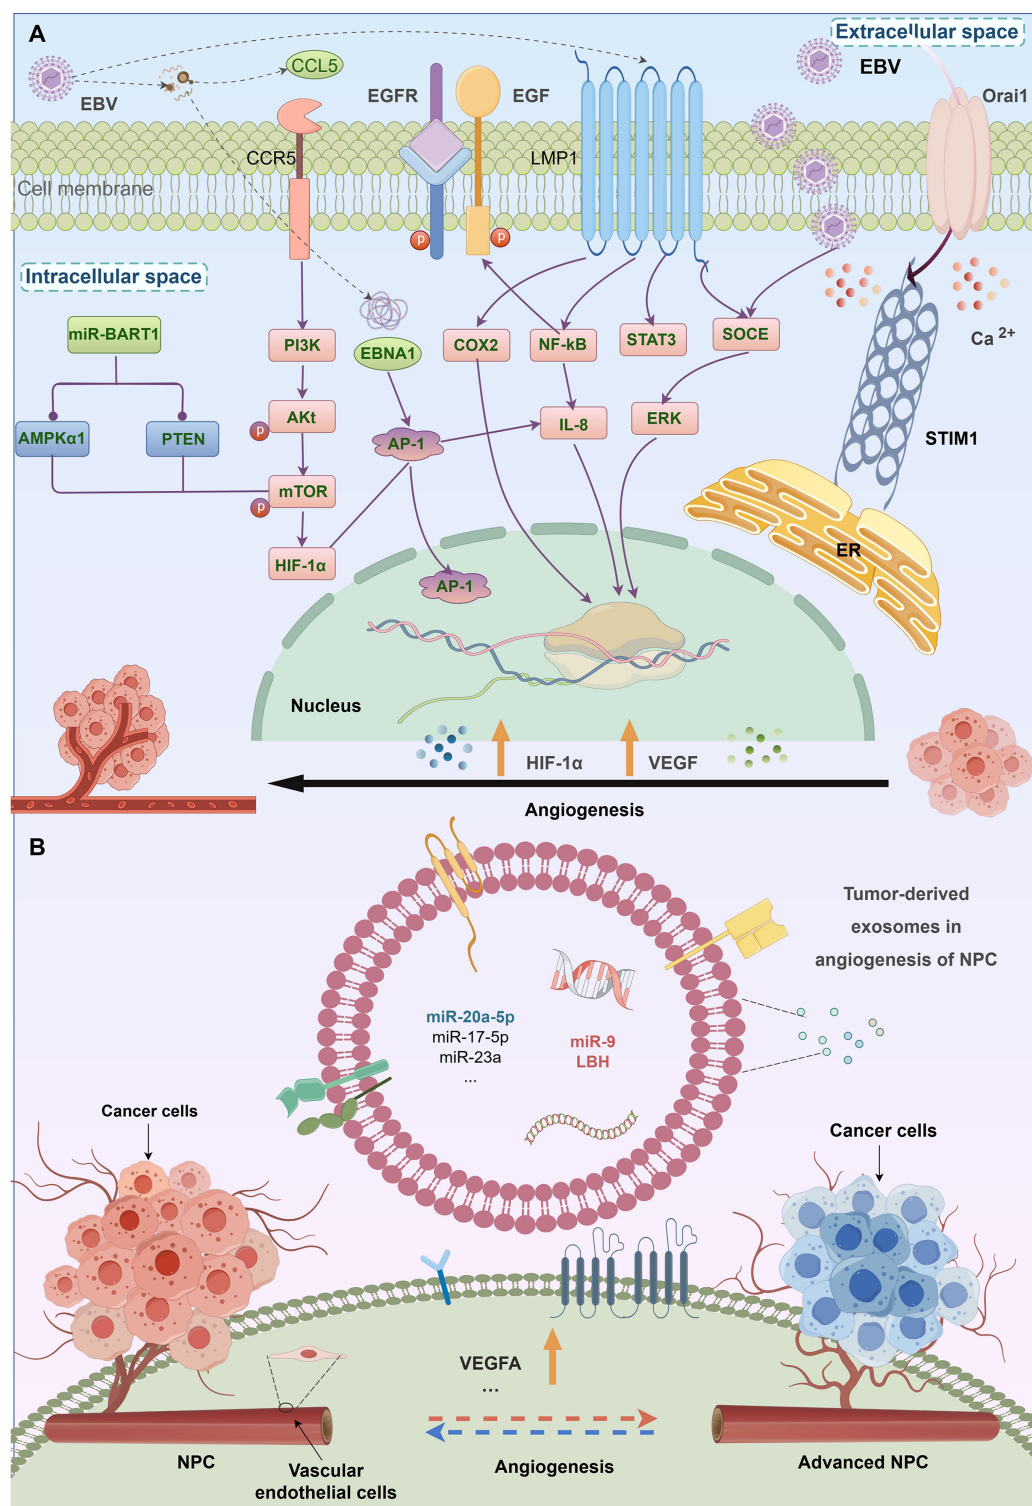 A
Extracellular space
CCL5
EBV
EBV
EGFR
EGF
Orai1
CCR5
LMP1
Cell membrane
p
p
Intracellular space
Ca 2+
miR-BART1
PI3K
EBNA1
COX2
NF-kB
STAT3
SOCE
AMPKα1
PTEN
AKt
p
AP-1
IL-8
ERK
STIM1
mTOR
p
HIF-1α
ER
AP-1
Nucleus
HIF-1α
VEGF
Angiogenesis
B
Tumor-derived
exosomes in
angiogenesis of NPC
miR-20a-5p
miR-17-5p
miR-23a
...
miR-9
LBH
Cancer cells
Cancer cells
VEGFA
...
NPC
Vascular
endothelial cells
Angiogenesis
Advanced NPC